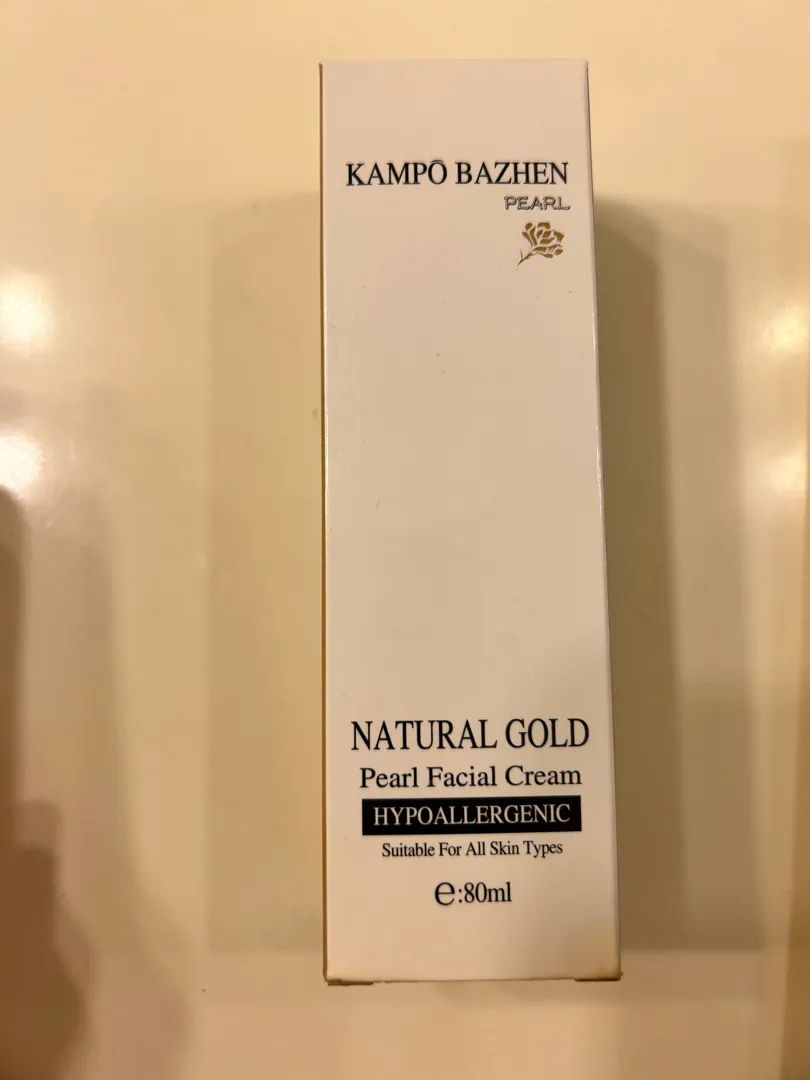 KAMPŌ BAZHEN
PEARL
NATURAL GOLD
Pearl Facial Cream
HYPOALLERGENIC
Suitable For All Skin Types
℮:80ml